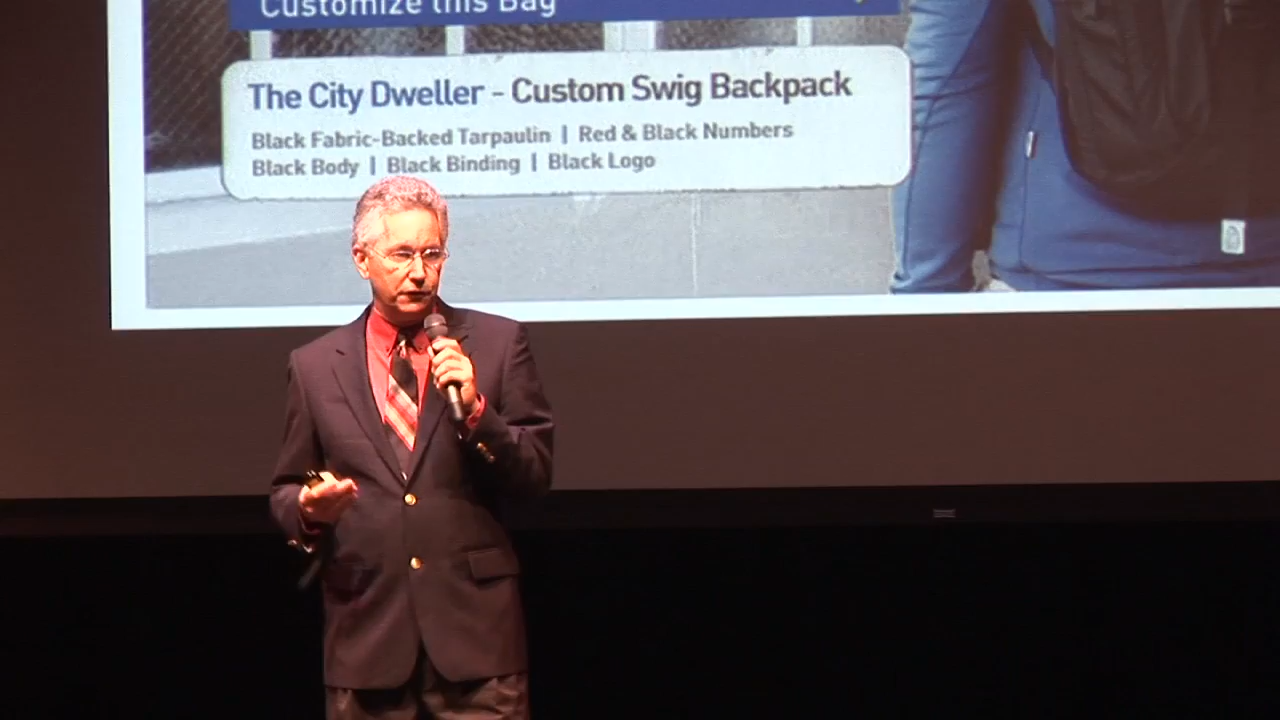 Customize this Bag
The City Dweller - Custom Swig Backpack
Black Fabric-Backed Tarpaulin | Red & Black Numbers
Black Body | Black Binding | Black Logo